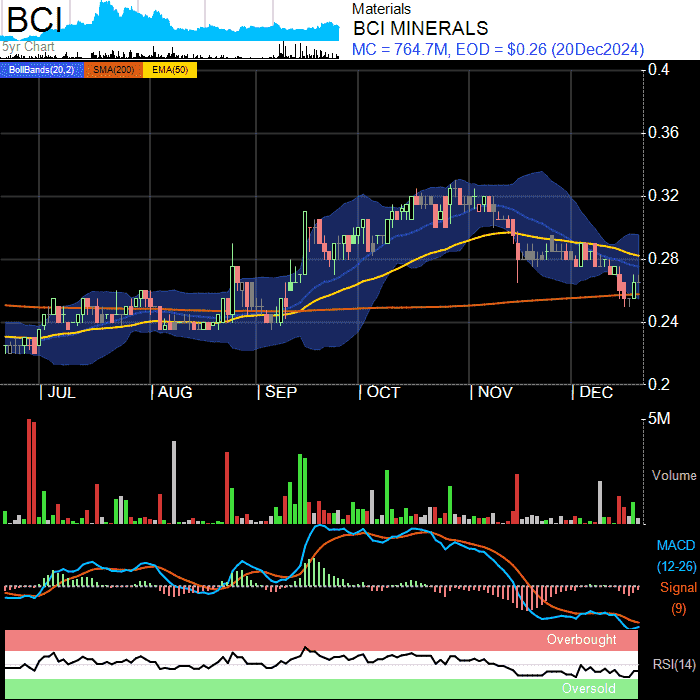 BCI
5yr Chart
Materials
BCI MINERALS
MC = 764.7M, EOD = $0.26 (20Dec2024)
BollBands(20,2) SMA(200) EMA(50)
0.4
0.36
0.32
0.28
0.24
0.2
JUL AUG SEP OCT NOV DEC
5M
Volume
MACD
(12-26)
Signal
(9)
Overbought
RSI(14)
Oversold